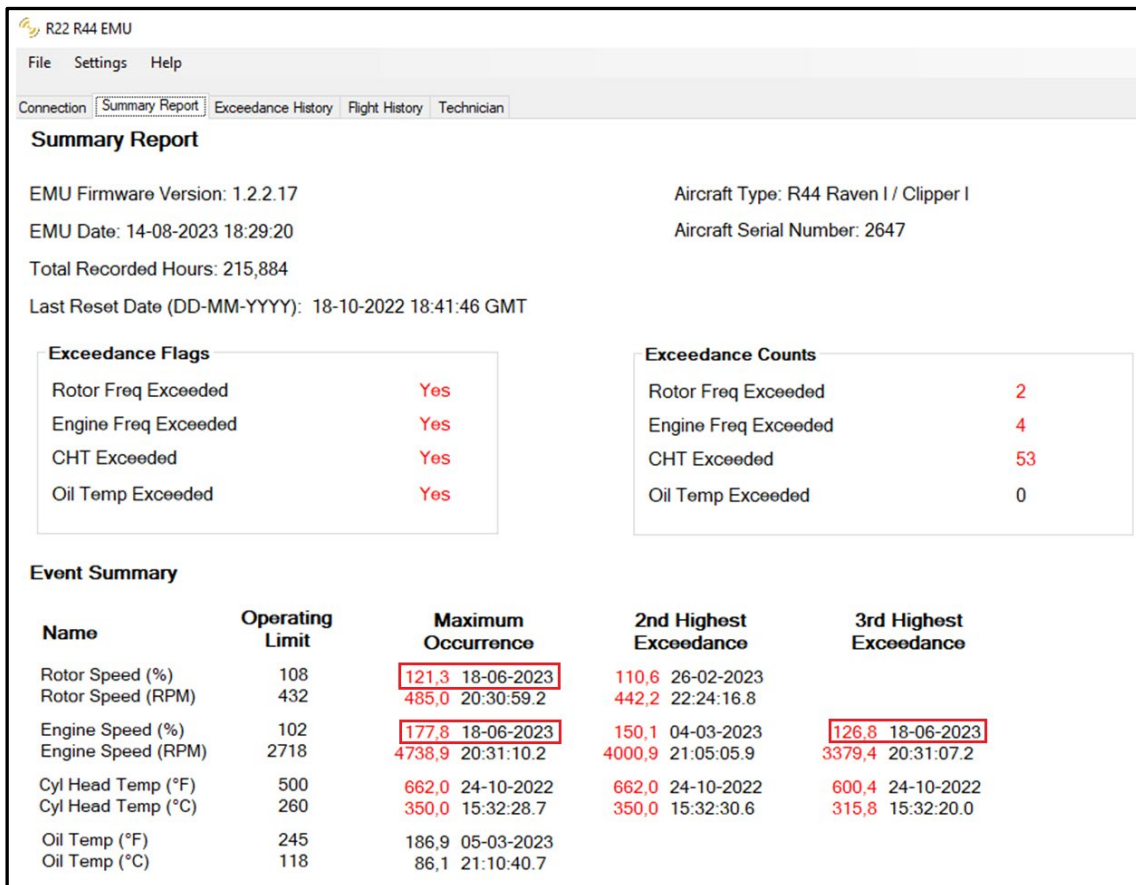 R22 R44 EMU
File Settings Help
Connection Summary Report Exceedance History Flight History Technician
Summary Report
EMU Firmware Version: 1.2.2.17
Aircraft Type: R44 Raven I / Clipper I
EMU Date: 14-08-2023 18:29:20
Aircraft Serial Number: 2647
Total Recorded Hours: 215,884
Last Reset Date (DD-MM-YYYY): 18-10-2022 18:41:46 GMT
Exceedance Flags
Rotor Freq Exceeded Yes
Engine Freq Exceeded Yes
CHT Exceeded Yes
Oil Temp Exceeded Yes
Exceedance Counts
Rotor Freq Exceeded 2
Engine Freq Exceeded 4
CHT Exceeded 53
Oil Temp Exceeded 0
Event Summary
Name Operating Limit Maximum Occurrence 2nd Highest Exceedance 3rd Highest Exceedance
Rotor Speed (%) 108 121,3 18-06-2023 110,6 26-02-2023
Rotor Speed (RPM) 432 485,0 20:30:59.2 442,2 22:24:16.8
Engine Speed (%) 102 177,8 18-06-2023 150,1 04-03-2023 126,8 18-06-2023
Engine Speed (RPM) 2718 4738,9 20:31:10.2 4000,9 21:05:05.9 3379,4 20:31:07.2
Cyl Head Temp (°F) 500 662,0 24-10-2022 662,0 24-10-2022 600,4 24-10-2022
Cyl Head Temp (°C) 260 350,0 15:32:28.7 350,0 15:32:30.6 315,8 15:32:20.0
Oil Temp (°F) 245 186,9 05-03-2023
Oil Temp (°C) 118 86,1 21:10:40.7